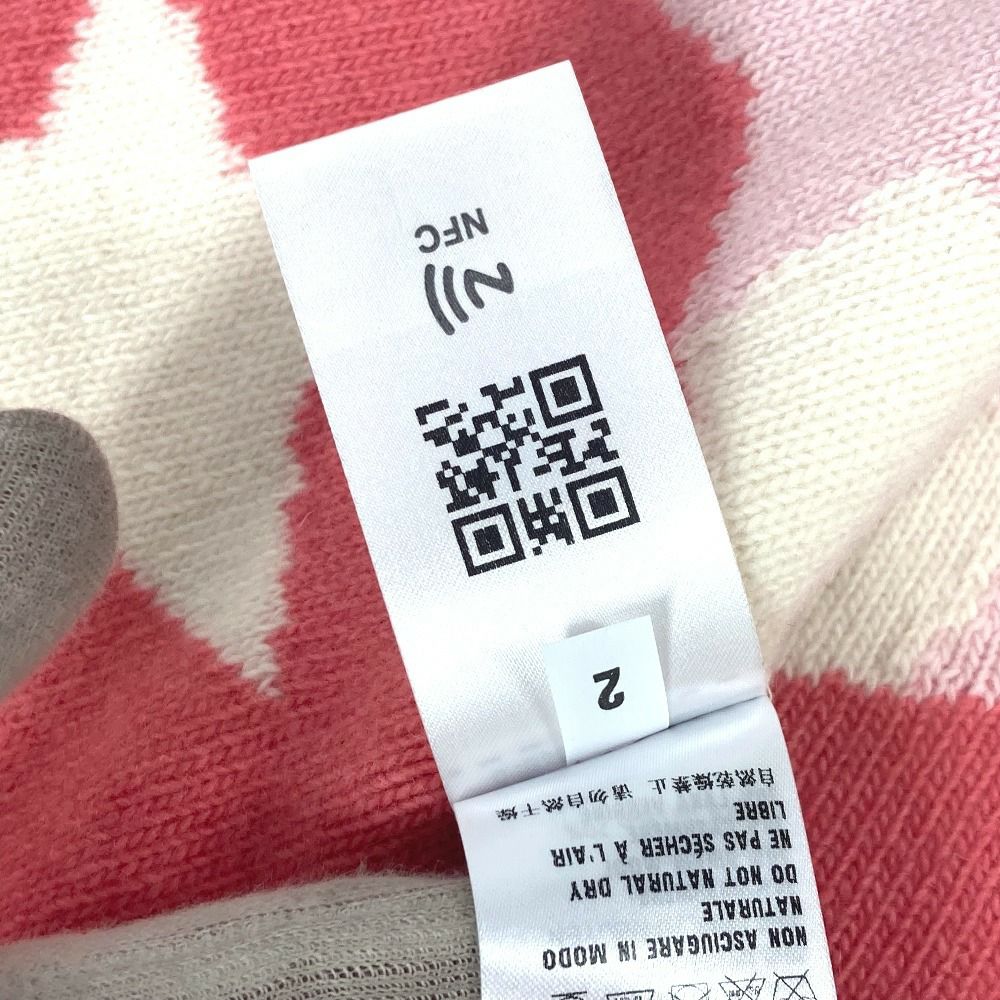 NON ASCIUGARE IN MODO
NATURALE
DO NOT NATURAL DRY
NE PAS SÉCHER À L'AIR
LIBRE
自然乾燥禁止 请勿自然干燥
2
NFC